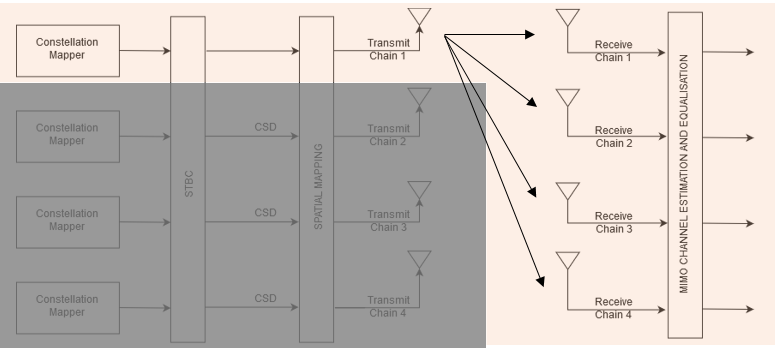 Constellation
Mapper
Transmit
Chain 1
Receive
Chain 1
Constellation
Mapper
CSD
Transmit
Chain 2
Receive
Chain 2
STBC
SPATIAL MAPPING
MIMO CHANNEL ESTIMATION AND EQUALISATION
Constellation
Mapper
CSD
Transmit
Chain 3
Receive
Chain 3
Constellation
Mapper
CSD
Transmit
Chain 4
Receive
Chain 4